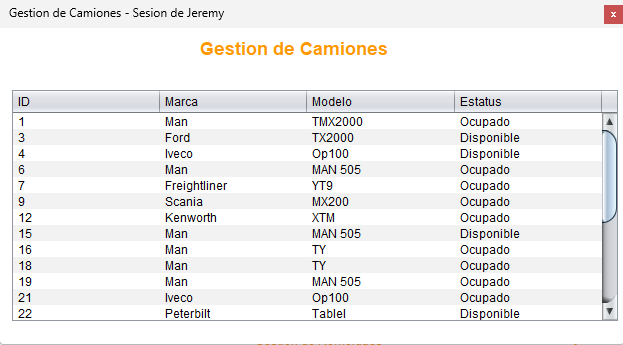 Gestion de Camiones - Sesion de Jeremy
x
Gestion de Camiones
ID Marca Modelo Estatus
1 Man TMX2000 Ocupado
3 Ford TX2000 Disponible
4 Iveco Op100 Disponible
6 Man MAN 505 Ocupado
7 Freightliner YT9 Ocupado
9 Scania MX200 Ocupado
12 Kenworth XTM Ocupado
15 Man MAN 505 Disponible
16 Man TY Ocupado
18 Man TY Ocupado
19 Man MAN 505 Ocupado
21 Iveco Op100 Ocupado
22 Peterbilt Tablel Disponible